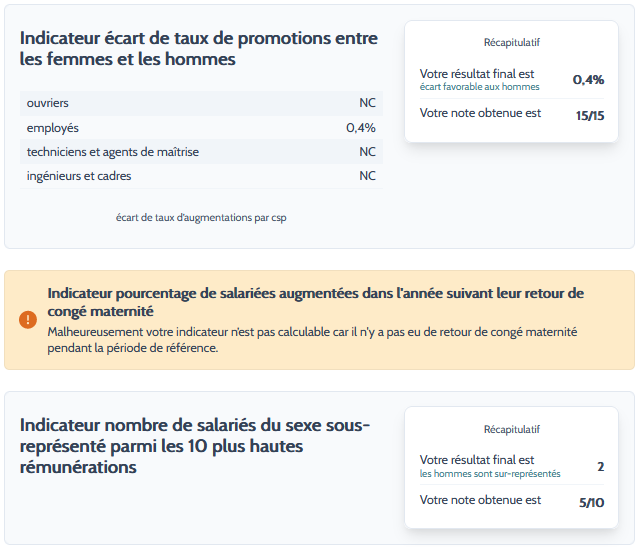 Indicateur écart de taux de promotions entre
les femmes et les hommes
ouvriers NC
employés 0,4%
techniciens et agents de maîtrise NC
ingénieurs et cadres NC
écart de taux d'augmentations par csp
Récapitulatif
Votre résultat final est 0,4%
écart favorable aux hommes
Votre note obtenue est 15/15
Indicateur pourcentage de salariées augmentées dans l'année suivant leur retour de
congé maternité
Malheureusement votre indicateur n'est pas calculable car il n'y a pas eu de retour de congé maternité
pendant la période de référence.
Indicateur nombre de salariés du sexe sous-
représenté parmi les 10 plus hautes
rémunérations
Récapitulatif
Votre résultat final est 2
les hommes sont sur-représentés
Votre note obtenue est 5/10